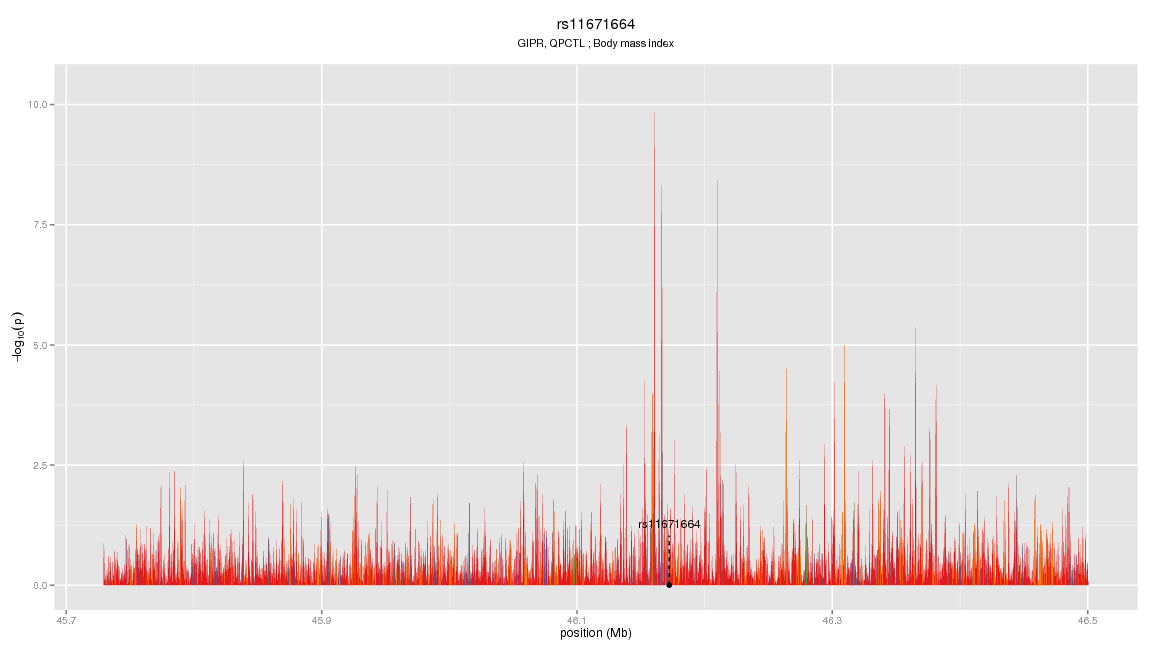 rs11671664
GIPR, QPCTL ; Body mass index
10.0
7.5
5.0
2.5
0.0
−log10(p)
rs11671664
45.7 45.9 46.1 46.3 46.5
position (Mb)